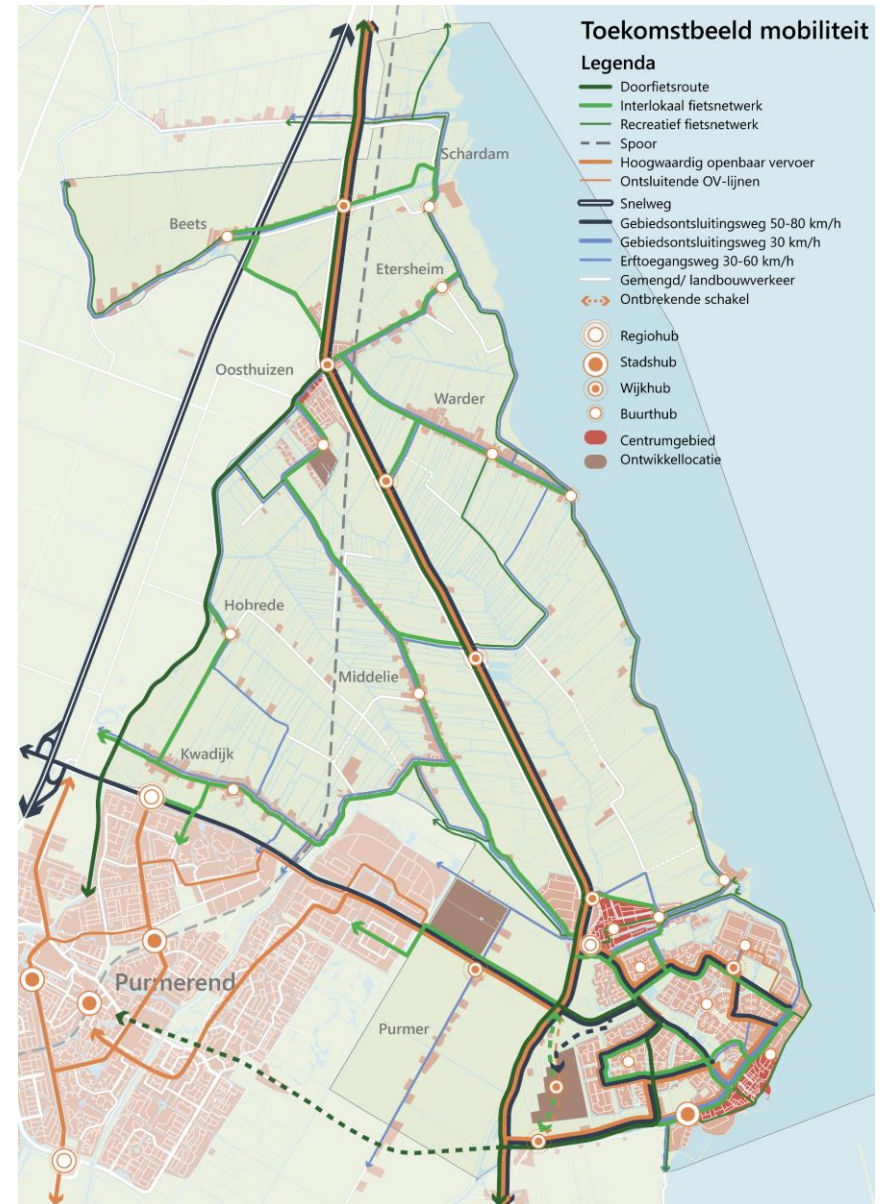 Toekomstbeeld mobiliteit
Legenda
Doorfietsroute
Interlokaal fietsnetwerk
Recreatief fietsnetwerk
Spoor
Hoogwaardig openbaar vervoer
Ontsluitende OV-lijnen
Snelweg
Gebiedsontsluitingsweg 50-80 km/h
Gebiedsontsluitingsweg 30 km/h
Erftoegangsweg 30-60 km/h
Gemengd/ landbouwverkeer
Ontbrekende schakel
Regiohub
Stadshub
Wijkhub
Buurthub
Centrumgebied
Ontwikkellocatie
Schardam
Beets
Etersheim
Oosthuizen
Warder
Hobrede
Middelie
Kwadijk
Purmerend
Purmer